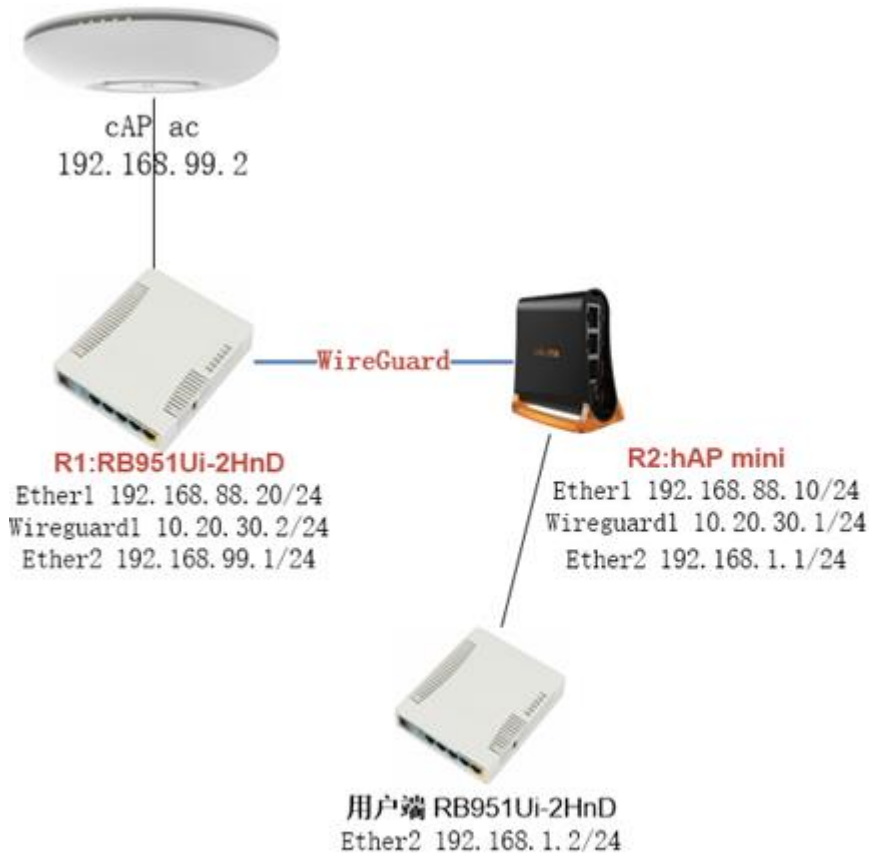 cAP ac
192.168.99.2
WireGuard
R1:RB951Ui-2HnD
Ether1 192.168.88.20/24
Wireguard1 10.20.30.2/24
Ether2 192.168.99.1/24
R2:hAP mini
Ether1 192.168.88.10/24
Wireguard1 10.20.30.1/24
Ether2 192.168.1.1/24
用户端 RB951Ui-2HnD
Ether2 192.168.1.2/24